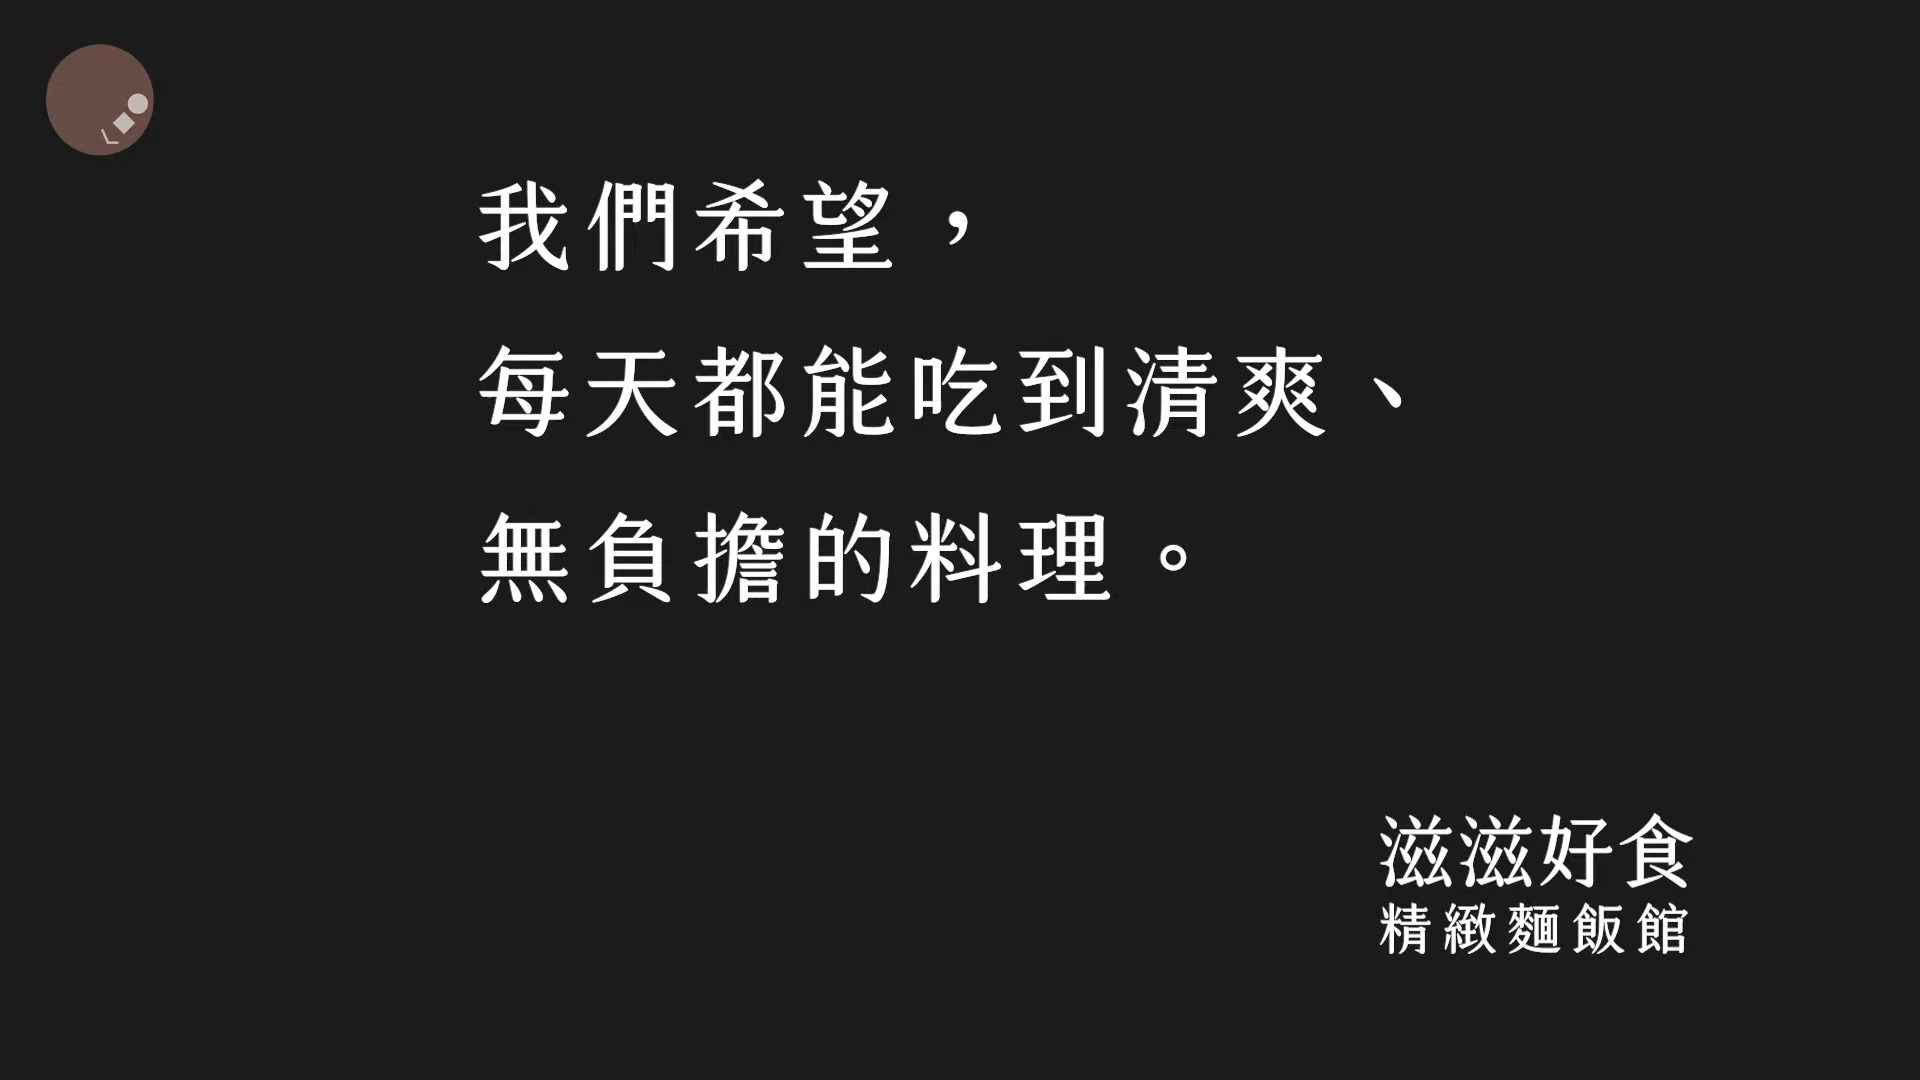 我們希望，
每天都能吃到清爽、
無負擔的料理。
滋滋好食
精緻麵飯館